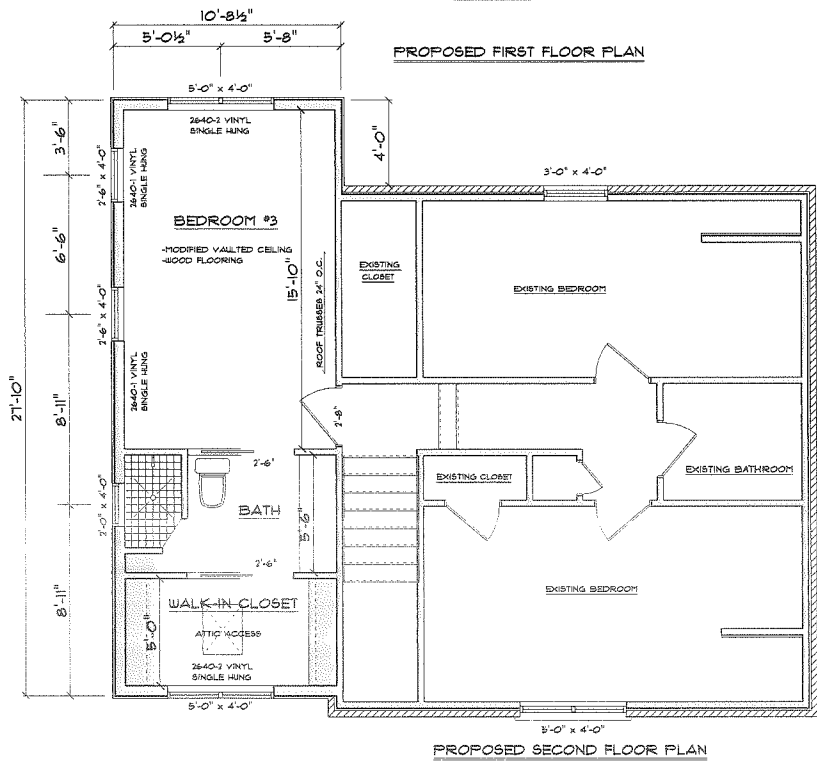 10'-8½"
5'-0½"
5'-8"
PROPOSED FIRST FLOOR PLAN
5'-0" x 4'-0"
2640-2 VINYL
SINGLE HUNG
3'-6"
2'-6" x 4'-0"
2640-1 VINYL
SINGLE HUNG
4'-0"
3'-0" x 4'-0"
BEDROOM #3
-MODIFIED VAULTED CEILING
-WOOD FLOORING
6'-6"
15'-10"
ROOF TRUSSES 24" O.C.
EXISTING
CLOSET
EXISTING BEDROOM
2'-6" x 4'-0"
2640-1 VINYL
SINGLE HUNG
27'-10"
8'-11"
2'-8"
2'-6"
EXISTING CLOSET
EXISTING BATHROOM
2'-0" x 4'-0"
BATH
5'-6"
2'-6"
8'-11"
WALK-IN CLOSET
5'-0"
ATTIC ACCESS
2640-2 VINYL
SINGLE HUNG
5'-0" x 4'-0"
EXISTING BEDROOM
5'-0" x 4'-0"
PROPOSED SECOND FLOOR PLAN